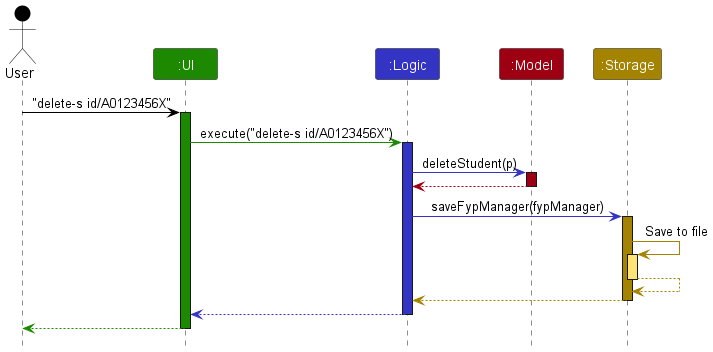 User
:UI
:Logic
:Model
:Storage
"delete-s id/A0123456X"
execute("delete-s id/A0123456X")
deleteStudent(p)
saveFypManager(fypManager)
Save to file